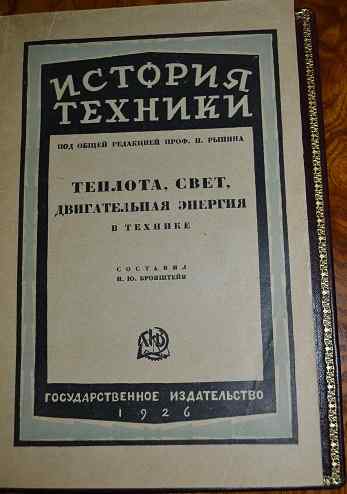 ИСТОРИЯ
ТЕХНИКИ
ПОД ОБЩЕЙ РЕДАКЦИЕЙ ПРОФ. Н. РЫНИНА
ТЕПЛОТА, СВЕТ,
ДВИГАТЕЛЬНАЯ ЭНЕРГИЯ
В ТЕХНИКЕ
СОСТАВИЛ
И. Ю. БРОНШТЕЙН
ГОСУДАРСТВЕННОЕ ИЗДАТЕЛЬСТВО
1926